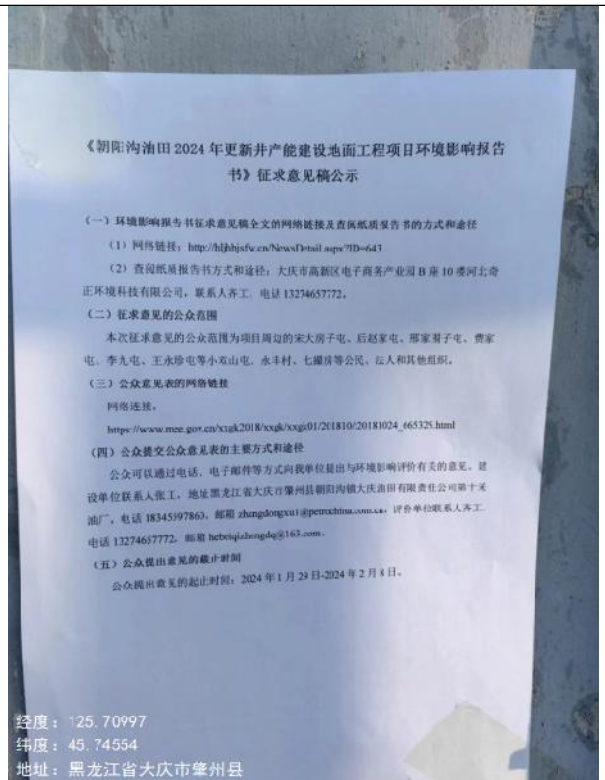 《朝阳沟油田 2024 年更新井产能建设地面工程项目环境影响报告
书》征求意见稿公示
（一）环境影响报告书征求意见稿全文的网络链接及查阅纸质报告书的方式和途径
（1）网络链接：http://hljhbjsfw.cn/NewsDetail.aspx?ID=643
（2）查阅纸质报告书方式和途径：大庆市高新区电子商务产业园 B 座 10 楼河北奇
正环境科技有限公司，联系人齐工，电话 13274657772。
（二）征求意见的公众范围
本次征求意见的公众范围为项目周边的宋大房子屯、后赵家屯、邢家窝子屯、费家
屯、李九屯、王永珍屯等小双山屯、永丰村、七撮房等公民、法人和其他组织。
（三）公众意见表的网络链接
网络连接：
https://www.mee.gov.cn/xxgk2018/xxgk/xxgk01/201810/20181024_665329.html
（四）公众提交公众意见表的主要方式和途径
公众可以通过电话、电子邮件等方式向我单位提出与环境影响评价有关的意见。建
设单位联系人张工，地址黑龙江省大庆市肇州县朝阳沟镇大庆油田有限责任公司第十采
油厂，电话 18345597863，邮箱 zhengdongxu1@petrochina.com.cn，评价单位联系人齐工
电话 13274657772，邮箱 hebeiqizhengdq@163.com。
（五）公众提出意见的截止时间
公众提出意见的起止时间：2024 年 1 月 29 日-2024 年 2 月 8 日。
经度：125.70997
纬度：45.74554
地址：黑龙江省大庆市肇州县